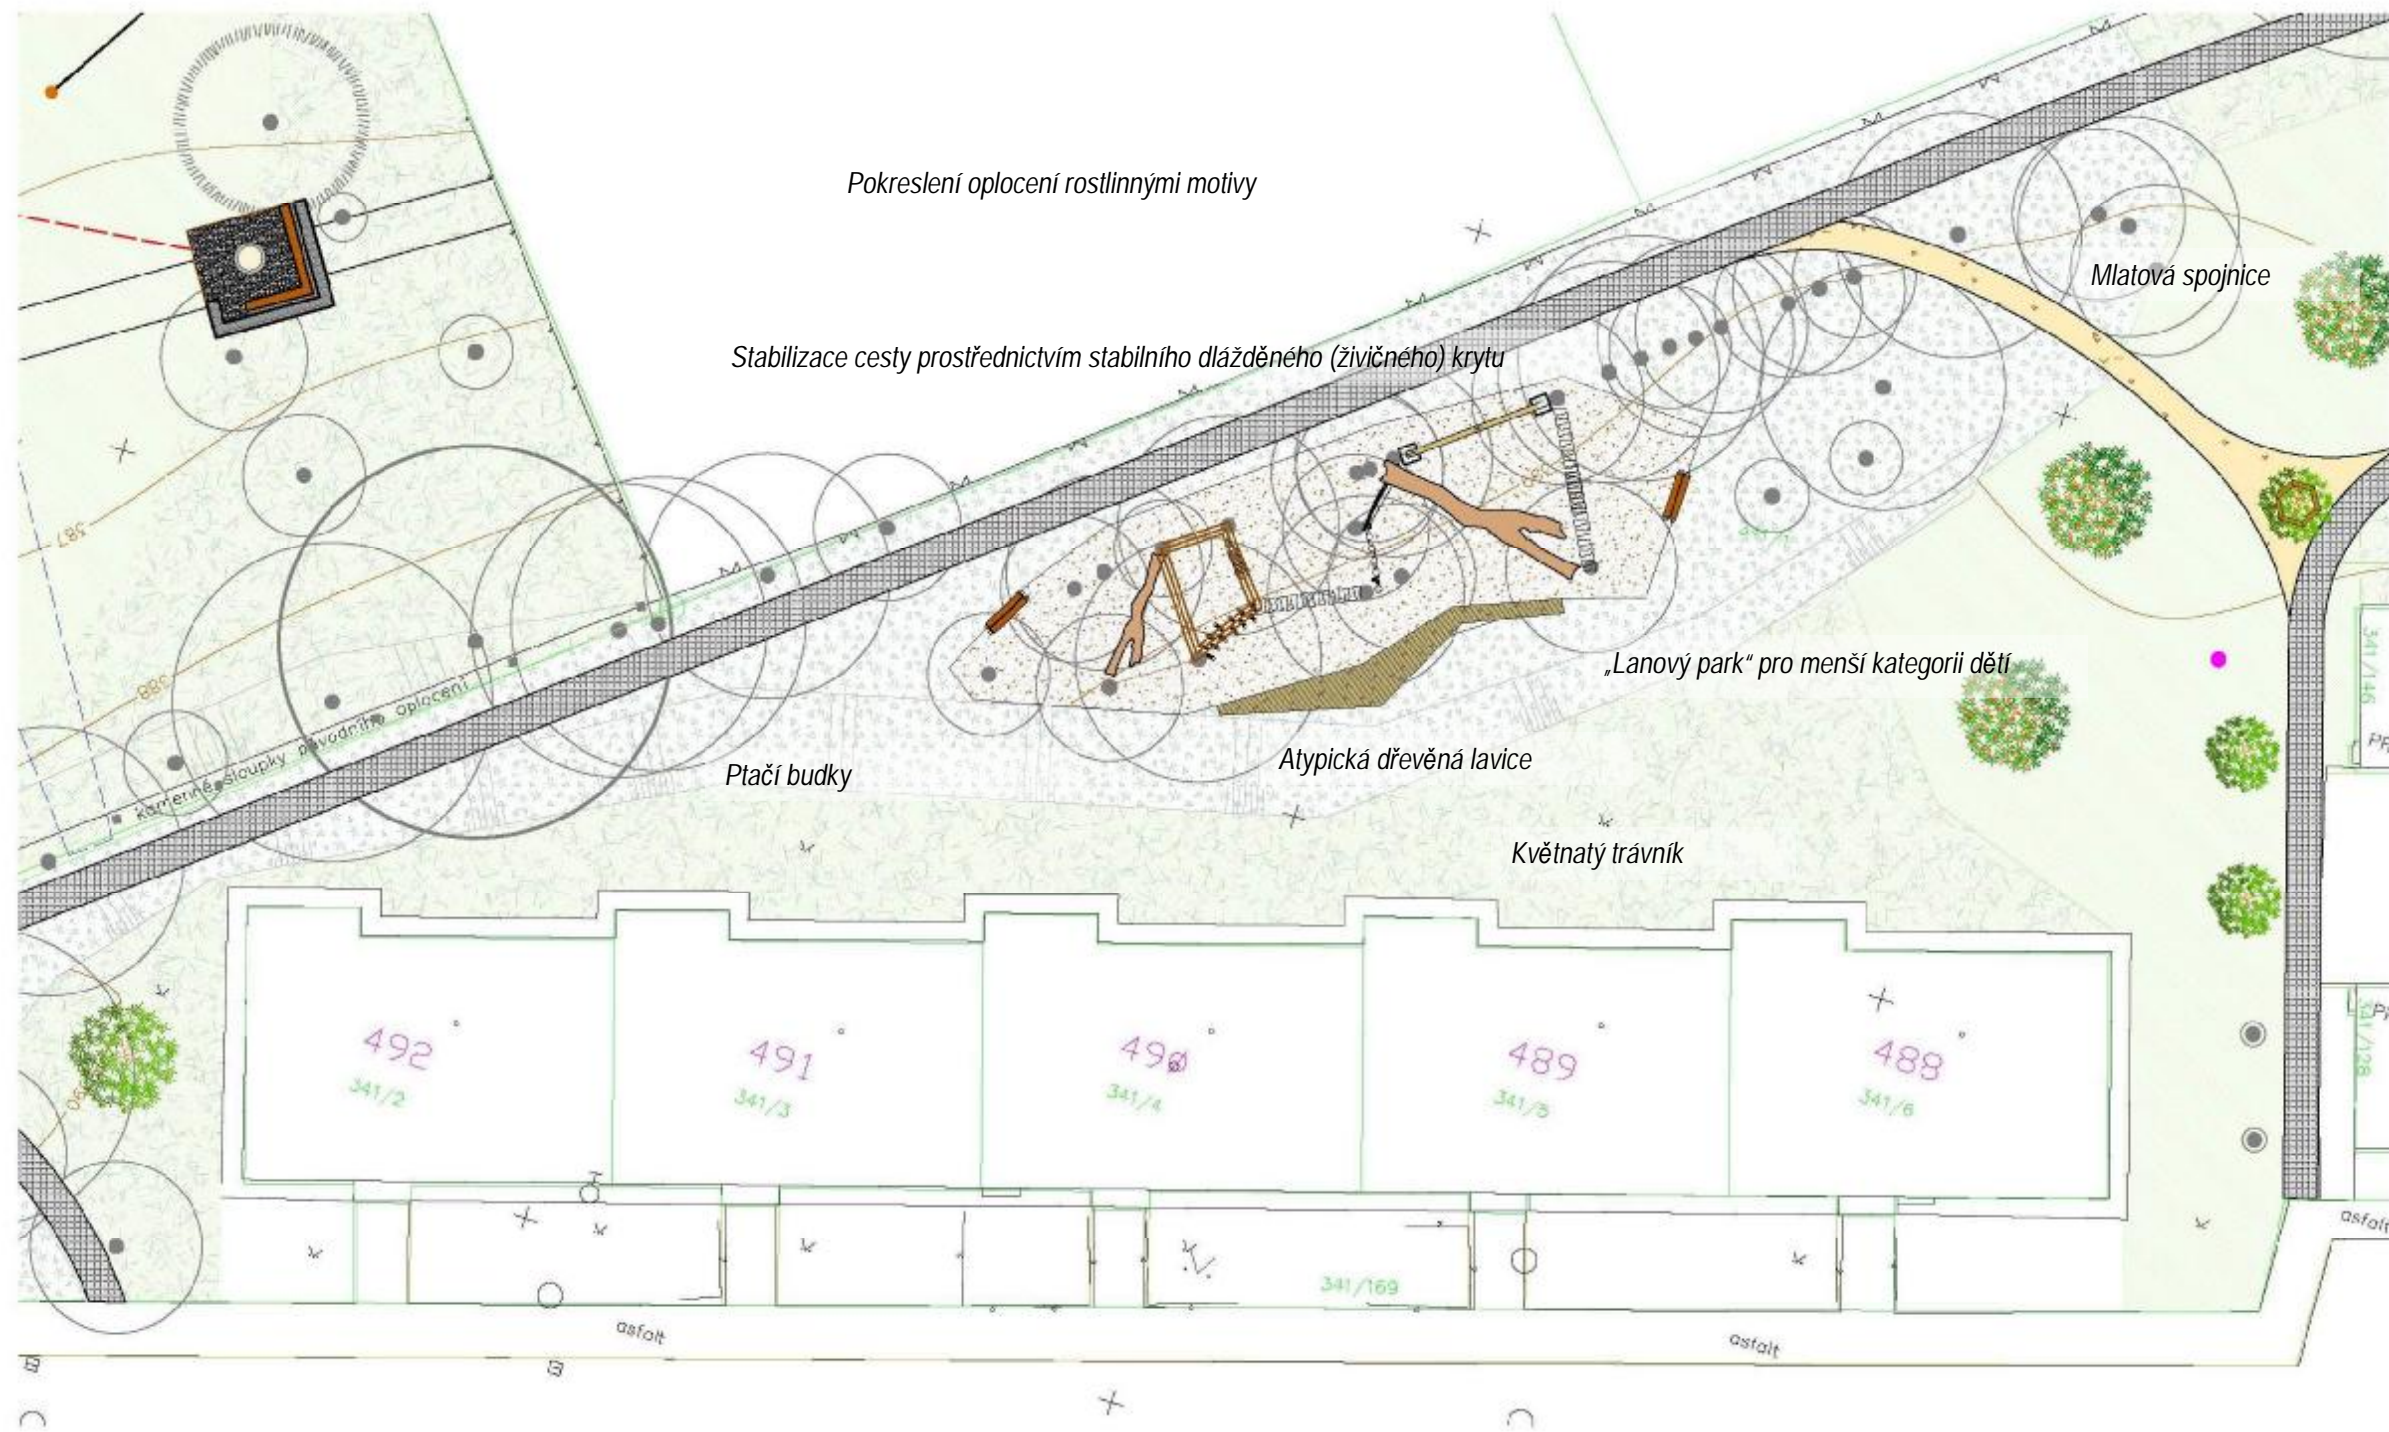 Pokreslení oplocení rostlinnými motivy
Mlatová spojnice
Stabilizace cesty prostřednictvím stabilního dlážděného (živičného) krytu
587
588
kamenné sloupky původního oplocení
„Lanový park“ pro menší kategorii dětí
341/146
Ptačí budky
Atypická dřevěná lavice
Květnatý trávník
492
341/2
491
341/3
490
341/4
489
341/5
488
341/6
341/128
341/169
asfalt
asfalt
asfalt